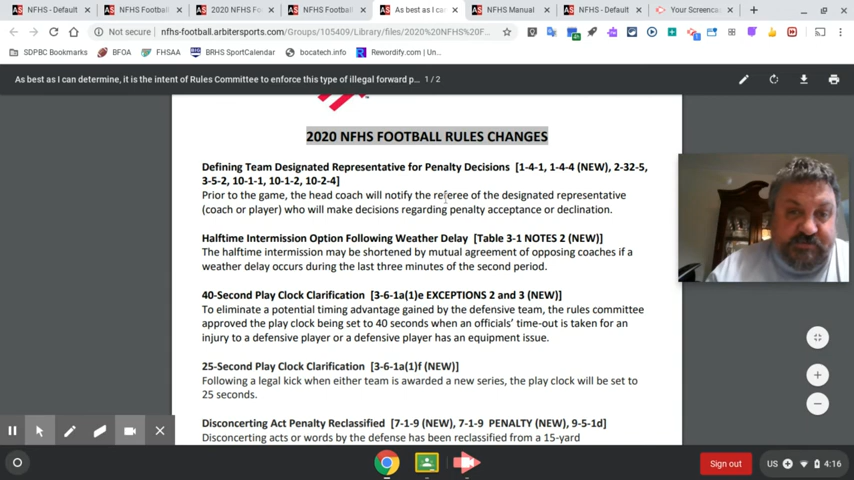 NFHS - Default
NFHS Football
2020 NFHS Fo
NFHS Football
As best as I can
NFHS Manual
NFHS - Default
Your Screencas
Not secure
nfhs-football.arbitersports.com/Groups/105409/Library/files/2020%20NFHS%20F...
SDPBC Bookmarks
BFOA
FHSAA
BRHS SportCalendar
bocatech.info
Rewordify.com | Un...
As best as I can determine, it is the intent of Rules Committee to enforce this type of illegal forward p...
1 / 2
2020 NFHS FOOTBALL RULES CHANGES
Defining Team Designated Representative for Penalty Decisions [1-4-1, 1-4-4 (NEW), 2-32-5,
3-5-2, 10-1-1, 10-1-2, 10-2-4]
Prior to the game, the head coach will notify the referee of the designated representative
(coach or player) who will make decisions regarding penalty acceptance or declination.
Halftime Intermission Option Following Weather Delay [Table 3-1 NOTES 2 (NEW)]
The halftime intermission may be shortened by mutual agreement of opposing coaches if a
weather delay occurs during the last three minutes of the second period.
40-Second Play Clock Clarification [3-6-1a(1)e EXCEPTIONS 2 and 3 (NEW)]
To eliminate a potential timing advantage gained by the defensive team, the rules committee
approved the play clock being set to 40 seconds when an officials' time-out is taken for an
injury to a defensive player or a defensive player has an equipment issue.
25-Second Play Clock Clarification [3-6-1a(1)f (NEW)]
Following a legal kick when either team is awarded a new series, the play clock will be set to
25 seconds.
Disconcerting Act Penalty Reclassified [7-1-9 (NEW), 7-1-9 PENALTY (NEW), 9-5-1d]
Disconcerting acts or words by the defense has been reclassified from a 15-yard
Sign out
US
4:16